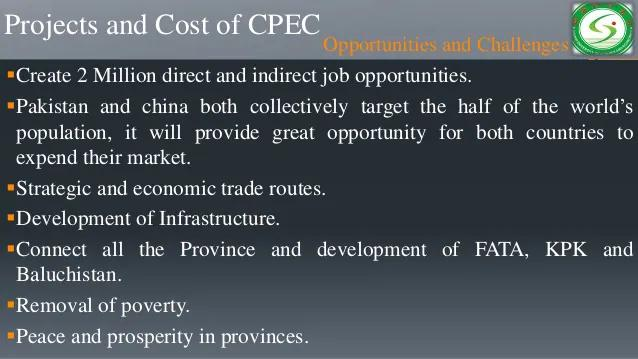 Projects and Cost of CPEC
Opportunities and Challenges
▪Create 2 Million direct and indirect job opportunities.
▪Pakistan and china both collectively target the half of the world's
population, it will provide great opportunity for both countries to
expend their market.
▪Strategic and economic trade routes.
▪Development of Infrastructure.
▪Connect all the Province and development of FATA, KPK and
Baluchistan.
▪Removal of poverty.
▪Peace and prosperity in provinces.